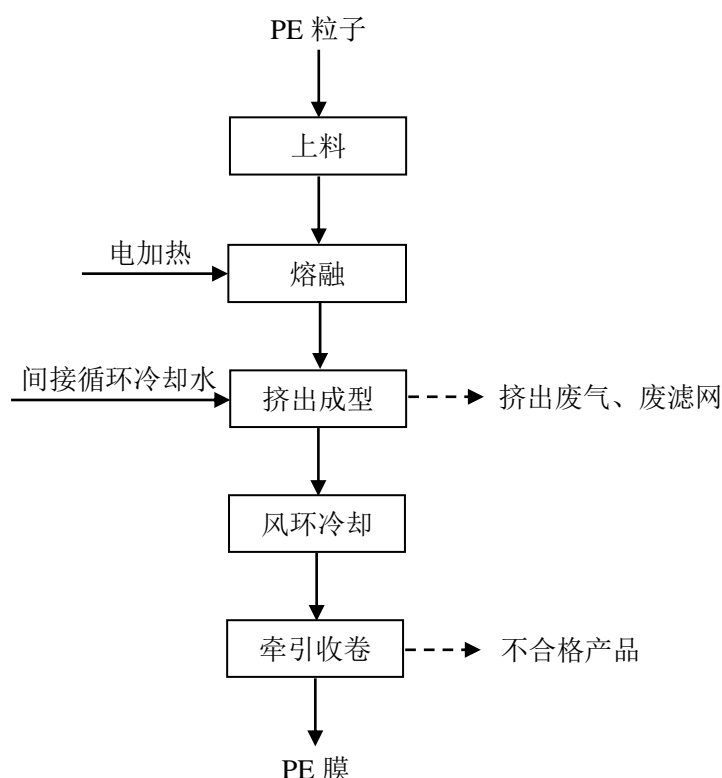 PE 粒子
上料
电加热
熔融
间接循环冷却水
挤出成型
挤出废气、废滤网
风环冷却
牵引收卷
不合格产品
PE 膜